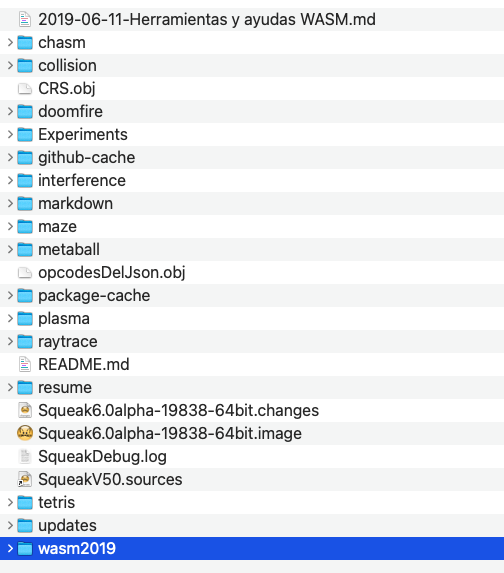 2019-06-11-Herramientas y ayudas WASM.md
chasm
collision
CRS.obj
doomfire
Experiments
github-cache
interference
markdown
maze
metaball
opcodesDelJson.obj
package-cache
plasma
raytrace
README.md
resume
Squeak6.0alpha-19838-64bit.changes
Squeak6.0alpha-19838-64bit.image
SqueakDebug.log
SqueakV50.sources
tetris
updates
wasm2019